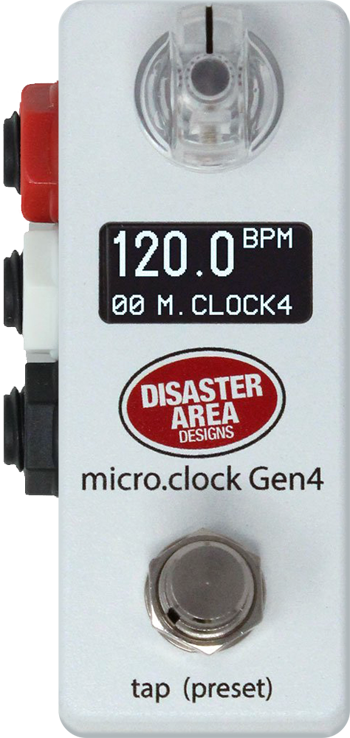 120.0 BPM
00 M.CLOCK4
DISASTER
AREA
DESIGNS
micro.clock Gen4
tap (preset)